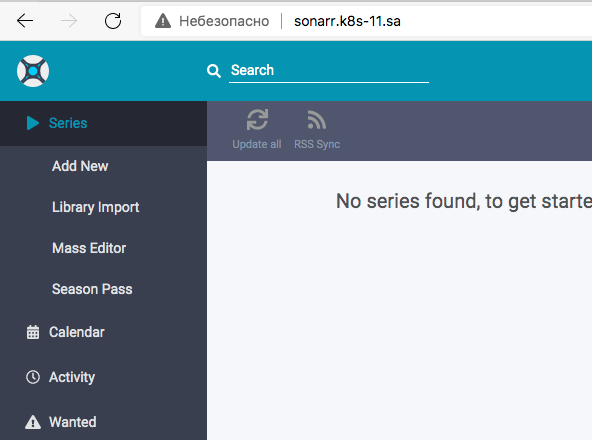 Небезопасно sonarr.k8s-11.sa
Search
Series
Update all RSS Sync
Add New
No series found, to get starte
Library Import
Mass Editor
Season Pass
Calendar
Activity
Wanted